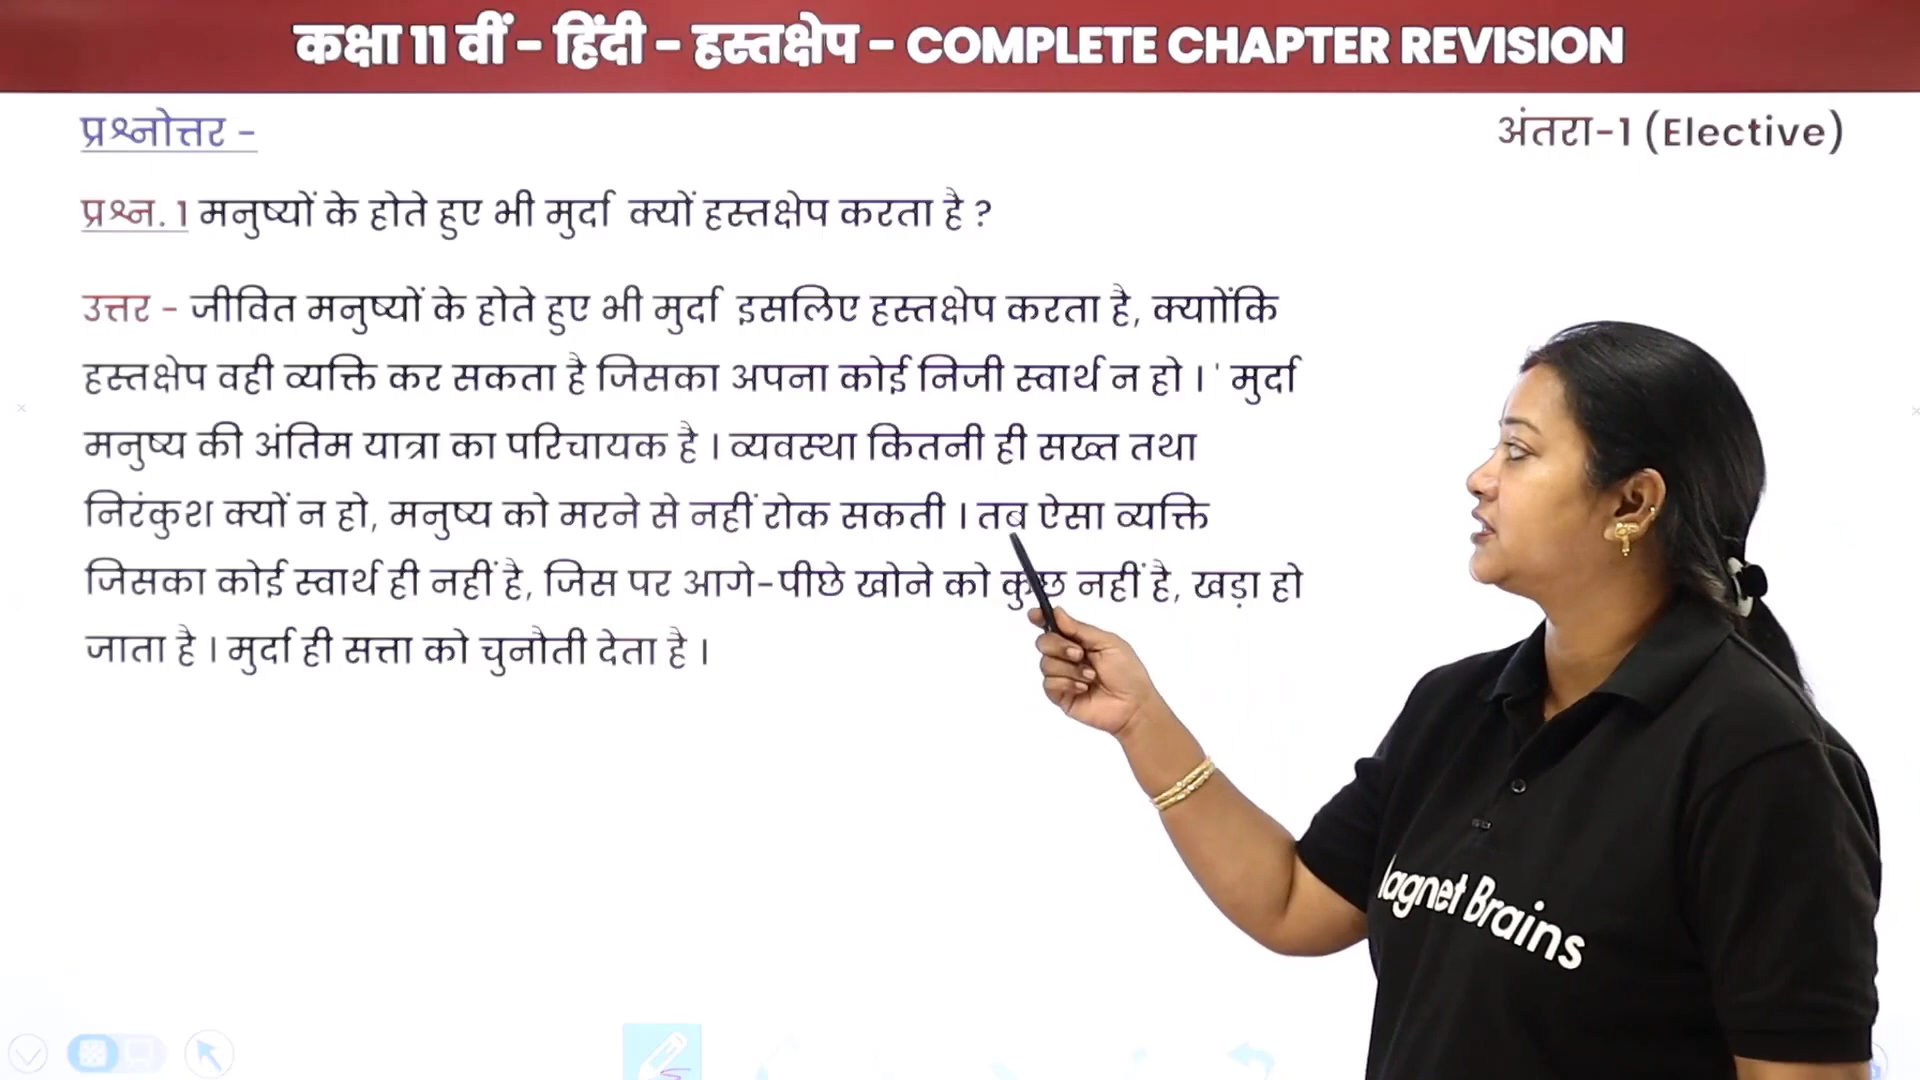 कक्षा 11 वीं - हिंदी - हस्तक्षेप - COMPLETE CHAPTER REVISION
प्रश्नोत्तर -
अंतरा-1 (Elective)
प्रश्न. 1 मनुष्यों के होते हुए भी मुर्दा क्यों हस्तक्षेप करता है ?
उत्तर - जीवित मनुष्यों के होते हुए भी मुर्दा इसलिए हस्तक्षेप करता है, क्याोंकि
हस्तक्षेप वही व्यक्ति कर सकता है जिसका अपना कोई निजी स्वार्थ न हो । ' मुर्दा
मनुष्य की अंतिम यात्रा का परिचायक है । व्यवस्था कितनी ही सख्त तथा
निरंकुश क्यों न हो, मनुष्य को मरने से नहीं रोक सकती । तब ऐसा व्यक्ति
जिसका कोई स्वार्थ ही नहीं है, जिस पर आगे-पीछे खोने को कुछ नहीं है, खड़ा हो
जाता है । मुर्दा ही सत्ता को चुनौती देता है ।
agnet Brains